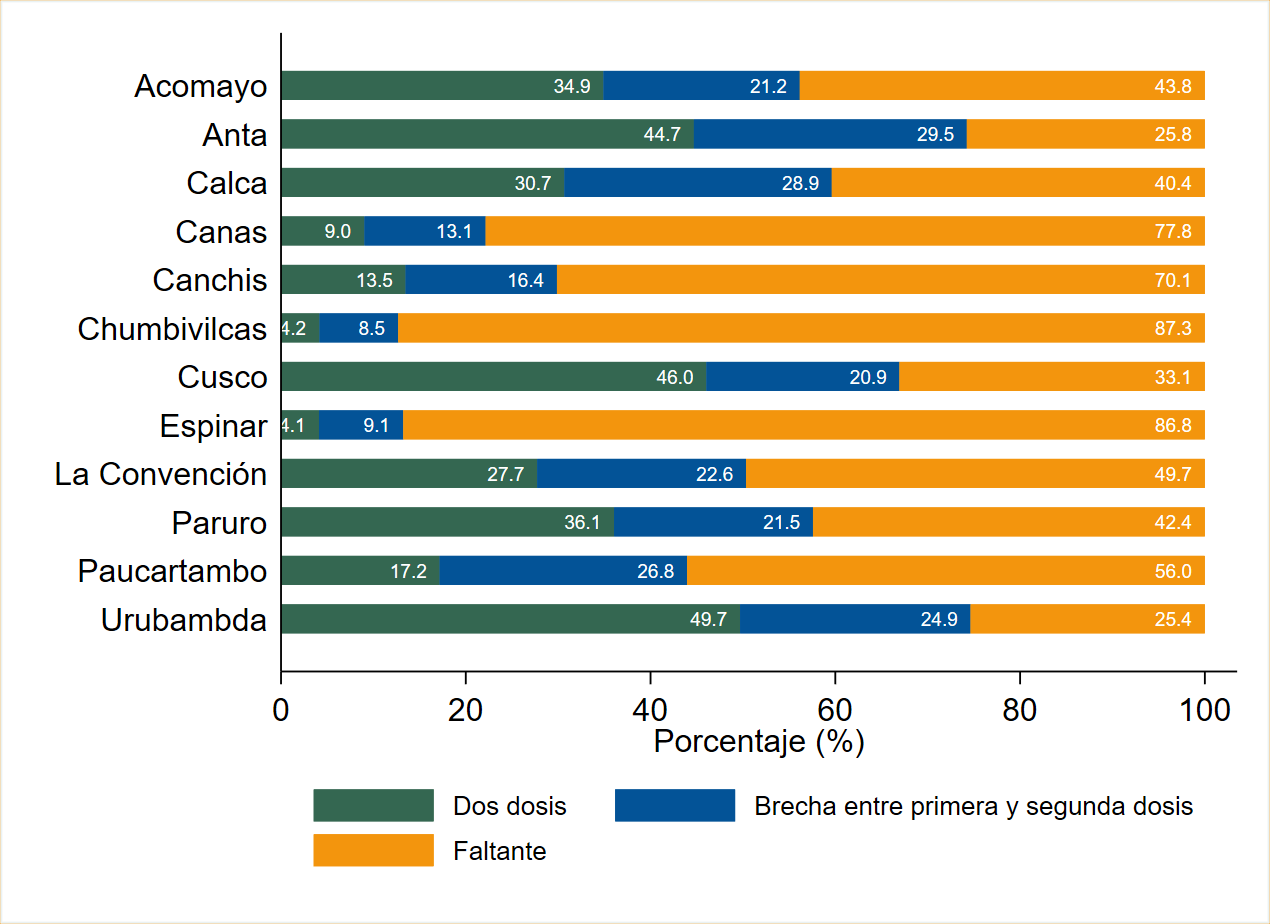 Acomayo 34.9 21.2 43.8
Anta 44.7 29.5 25.8
Calca 30.7 28.9 40.4
Canas 9.0 13.1 77.8
Canchis 13.5 16.4 70.1
Chumbivilcas 4.2 8.5 87.3
Cusco 46.0 20.9 33.1
Espinar 4.1 9.1 86.8
La Convención 27.7 22.6 49.7
Paruro 36.1 21.5 42.4
Paucartambo 17.2 26.8 56.0
Urubambda 49.7 24.9 25.4
0 20 40 60 80 100
Porcentaje (%)
Dos dosis Brecha entre primera y segunda dosis
Faltante